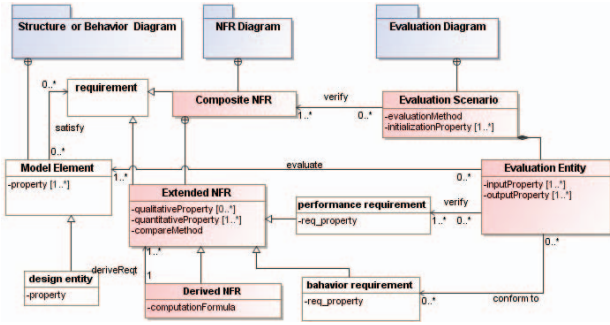 Structure or Behavior Diagram
NFR Diagram
Evaluation Diagram
requirement
0..*
Composite NFR
verify
1..*
0..*
Evaluation Scenario
-evaluationMethod
-initializationProperty [1..*]
satisfy
0..*
Model Element
-property [1..*]
1..*
evaluate
0..*
Evaluation Entity
-inputProperty [1..*]
-outputProperty [1..*]
Extended NFR
-qualitativeProperty [0..*]
-quantitativeProperty [1..*]
-compareMethod
performance requirement
-req_property
verify
1..*
0..*
0..*
1..*
deriveReqt
1
design entity
-property
Derived NFR
-computationFormula
bahavior requirement
-req_property
0..*
conform to